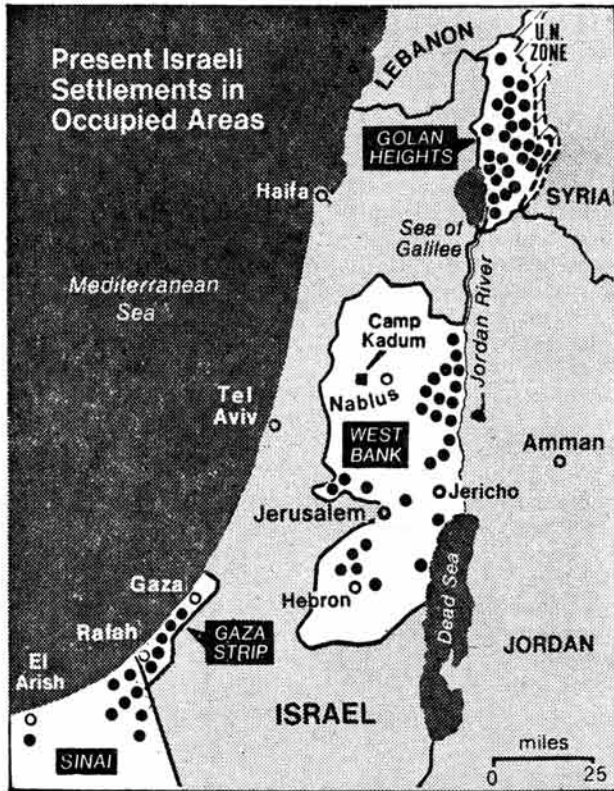 Present Israeli
Settlements in
Occupied Areas
LEBANON
U.N.
ZONE
GOLAN
HEIGHTS
SYRIA
Haifa
Sea of
Galilee
Mediterranean
Sea
Jordan River
Camp
Kadum
Nablus
Tel
Aviv
WEST
BANK
Amman
Jericho
Jerusalem
Gaza
Hebron
Dead Sea
Rafah
GAZA
STRIP
El
Arish
JORDAN
ISRAEL
SINAI
miles
0 25